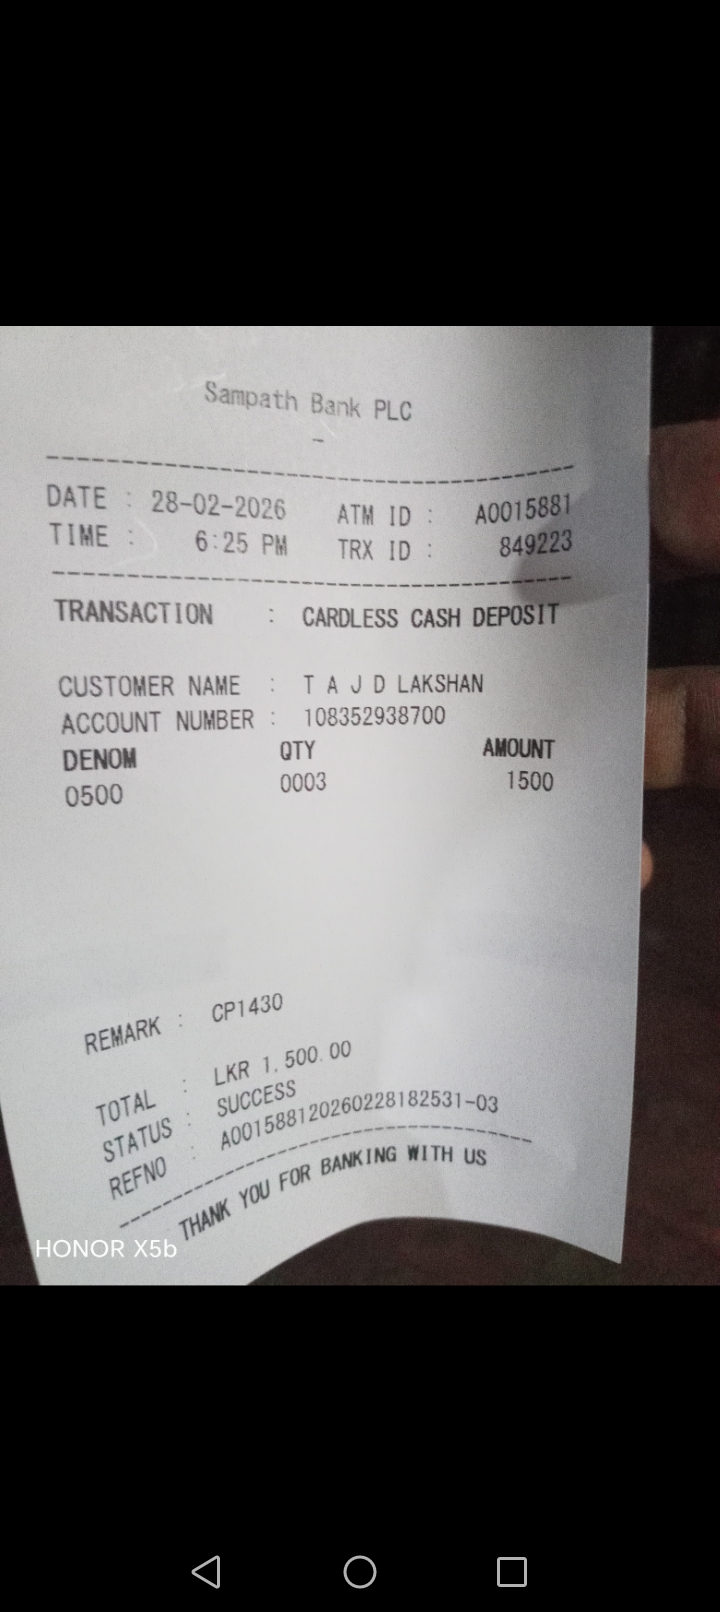 Sampath Bank PLC
-
DATE : 28-02-2026 ATM ID : A0015881
TIME : 6:25 PM TRX ID : 849223
TRANSACTION : CARDLESS CASH DEPOSIT
CUSTOMER NAME : T A J D LAKSHAN
ACCOUNT NUMBER : 108352938700
DENOM QTY AMOUNT
0500 0003 1500
REMARK : CP1430
TOTAL : LKR 1,500.00
STATUS : SUCCESS
REFNO : A00158812026022818​2531-03
THANK YOU FOR BANKING WITH US
HONOR X5b